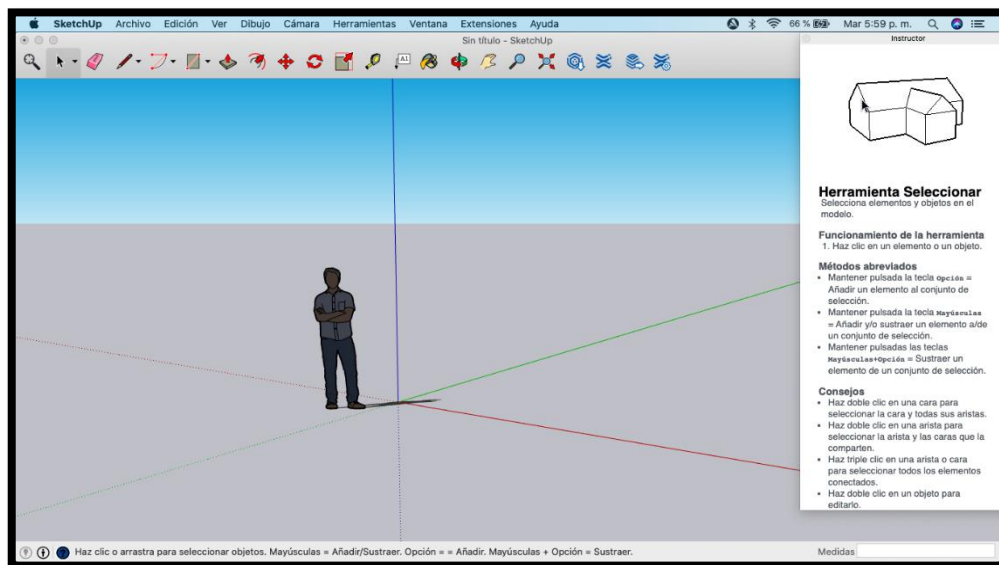 SketchUp Archivo Edición Ver Dibujo Cámara Herramientas Ventana Extensiones Ayuda 66 % Mar 5:59 p. m.
Sin título - SketchUp
Instructor
A1
Herramienta Seleccionar
Selecciona elementos y objetos en el
modelo.
Funcionamiento de la herramienta
1. Haz clic en un elemento o un objeto.
Métodos abreviados
• Mantener pulsada la tecla Opción =
Añadir un elemento al conjunto de
selección.
• Mantener pulsada la tecla Mayúsculas
= Añadir y/o sustraer un elemento a/de
un conjunto de selección.
• Mantener pulsadas las teclas
Mayúsculas+Opción = Sustraer un
elemento de un conjunto de selección.
Consejos
• Haz doble clic en una cara para
seleccionar la cara y todas sus aristas.
• Haz doble clic en una arista para
seleccionar la arista y las caras que la
comparten.
• Haz triple clic en una arista o cara
para seleccionar todos los elementos
conectados.
• Haz doble clic en un objeto para
editarlo.
Haz clic o arrastra para seleccionar objetos. Mayúsculas = Añadir/Sustraer. Opción = = Añadir. Mayúsculas + Opción = Sustraer.
Medidas